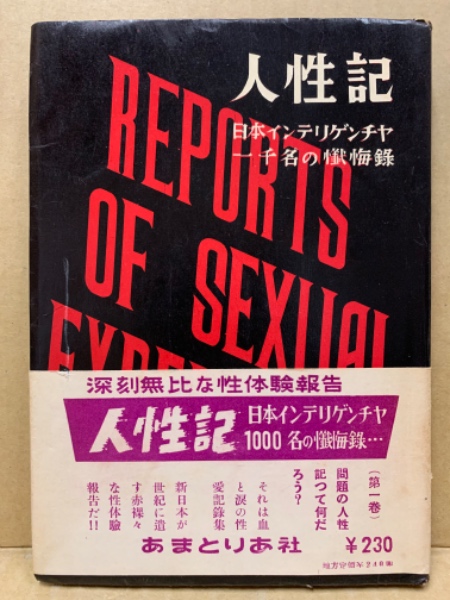 人性記
日本インテリゲンチヤ
一千名の懺悔錄
REPORTS
OF SEXUAL
深刻無比な性体験報告
人性記
日本インテリゲンチヤ
1000名の懺悔錄…
(第一卷)
問題の人性
記つて何だ
ろう?
それは血
と淚の性
愛記錄集
新日本が
世紀に遺
す赤裸々
な性体驗
報告だ!!
あまとりあ社
¥230